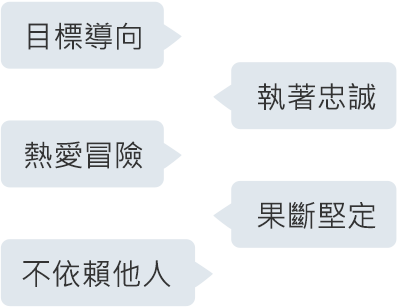 目標導向
執著忠誠
熱愛冒險
果斷堅定
不依賴他人